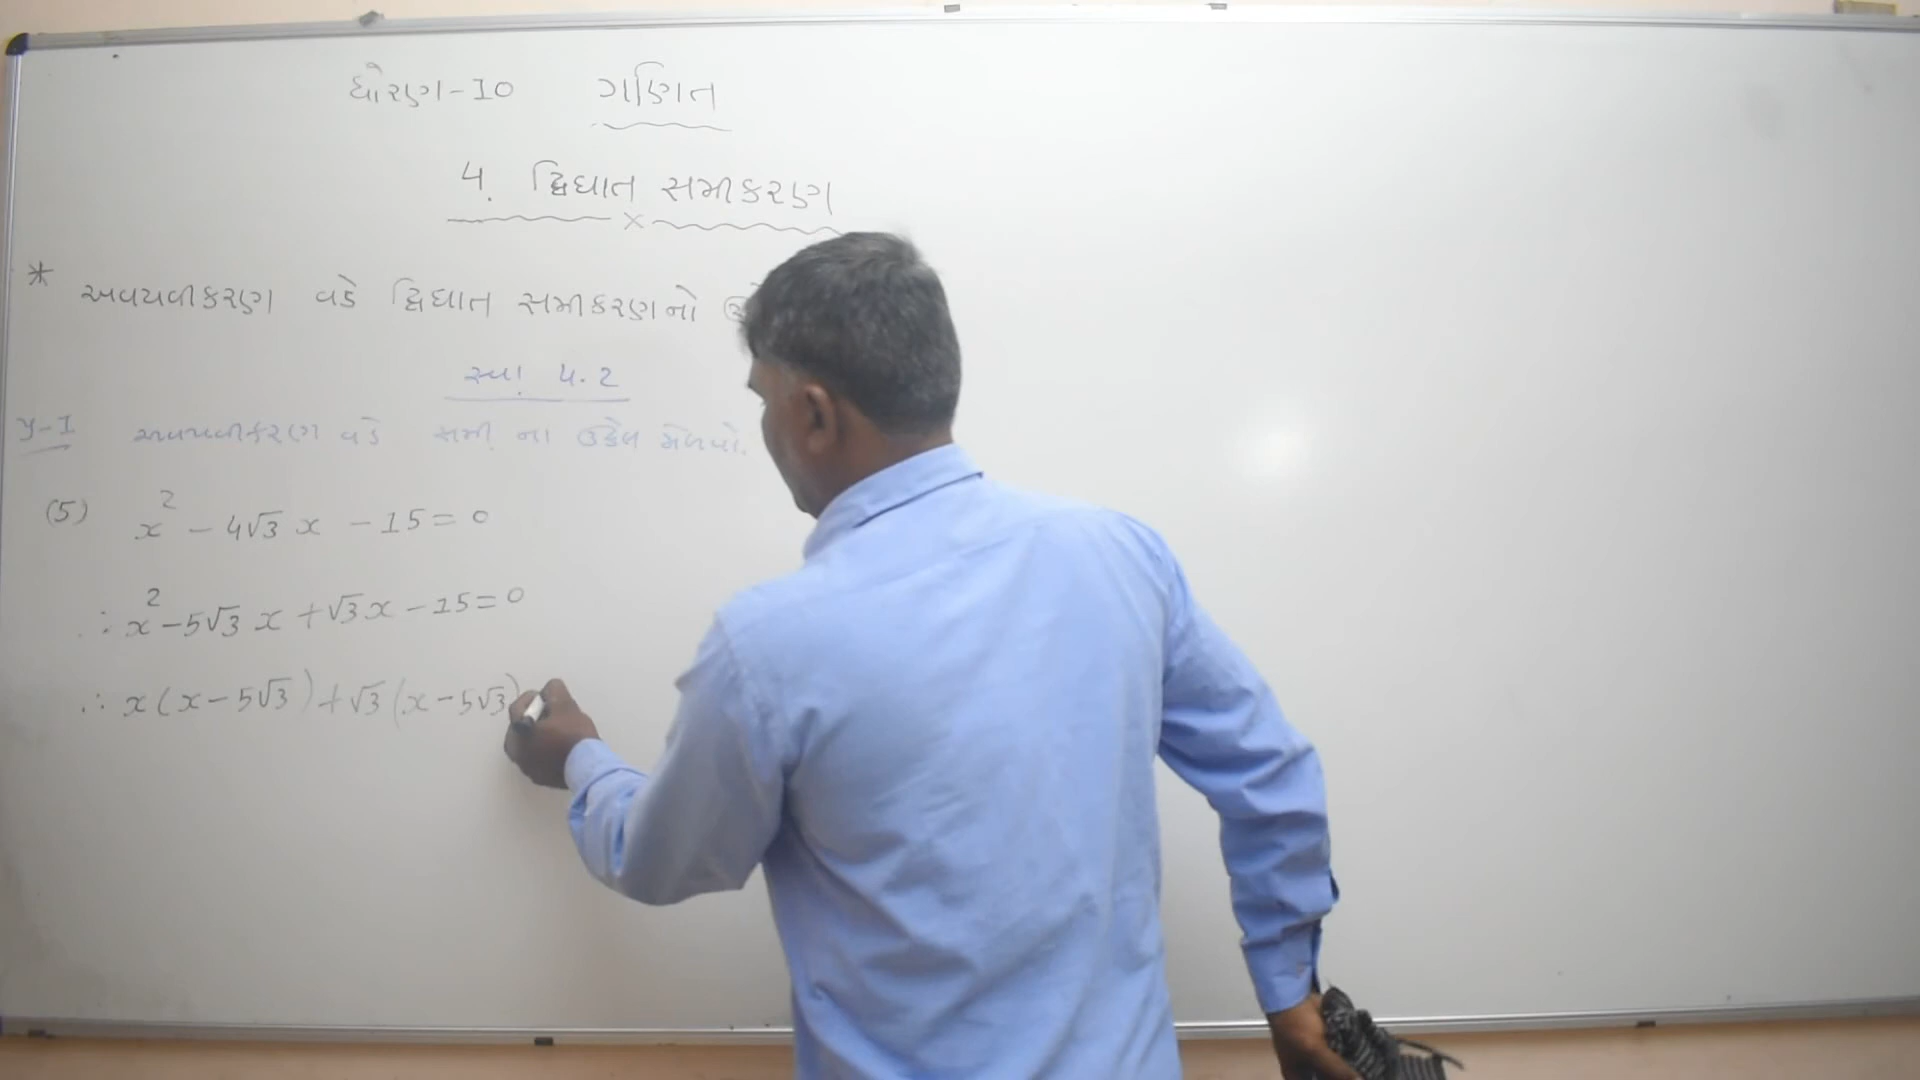 ધોરણ-10 ગણિત
4. દ્વિઘાત સમીકરણ
* અવયવીકરણ વડે દ્વિઘાત સમીકરણનો
સ્વા. 4.2
પ્ર-1 અવયવીકરણ વડે સમી. ના ઉકેલ મેળવો.
(5) x² - 4√3 x - 15 = 0
∴ x² - 5√3 x + √3 x - 15 = 0
∴ x(x - 5√3) + √3(x - 5√3)